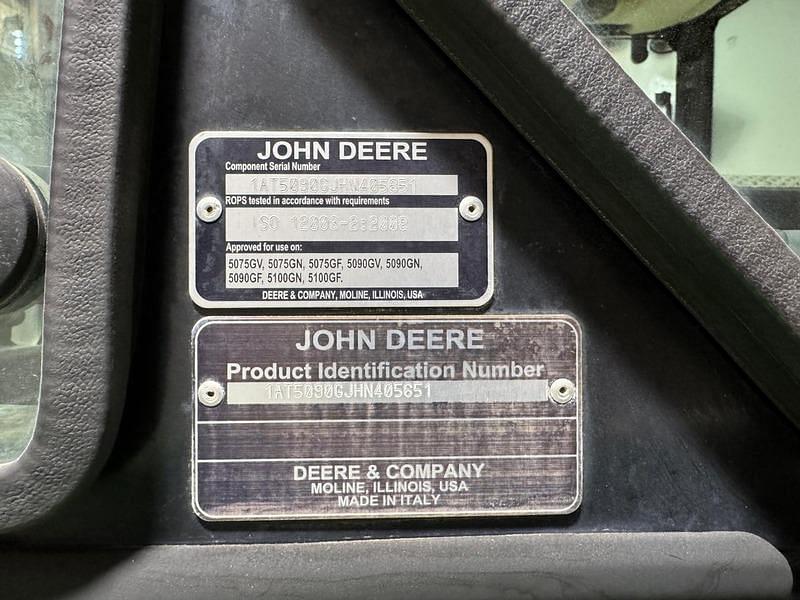 JOHN DEERE
Component Serial Number
1AT5090GJHN405651
ROPS tested in accordance with requirements
ISO 12003-2:2008
Approved for use on:
5075GV, 5075GN, 5075GF, 5090GV, 5090GN,
5090GF, 5100GN, 5100GF.
DEERE & COMPANY, MOLINE, ILLINOIS, USA
JOHN DEERE
Product Identification Number
1AT5090GJHN405651
DEERE & COMPANY
MOLINE, ILLINOIS, USA
MADE IN ITALY